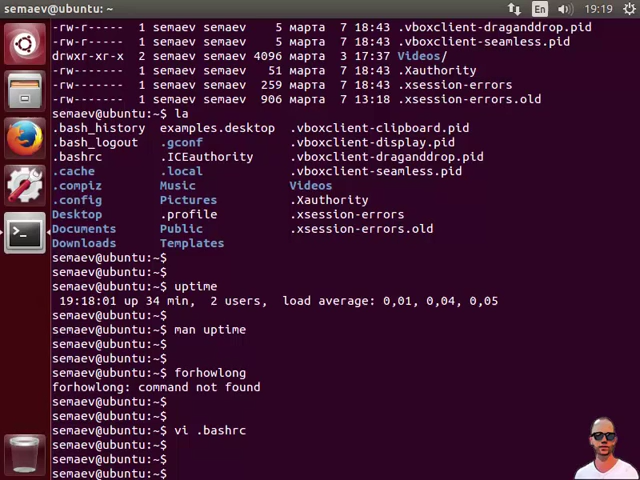 semaev@ubuntu: ~
En
19:19
-rw-r----- 1 semaev semaev 5 марта 7 18:43 .vboxclient-draganddrop.pid
-rw-r----- 1 semaev semaev 5 марта 7 18:43 .vboxclient-seamless.pid
drwxr-xr-x 2 semaev semaev 4096 марта 3 17:37 Videos/
-rw------- 1 semaev semaev 51 марта 7 18:43 .Xauthority
-rw------- 1 semaev semaev 259 марта 7 18:43 .xsession-errors
-rw------- 1 semaev semaev 906 марта 7 13:18 .xsession-errors.old
semaev@ubuntu:~$ la
.bash_history examples.desktop .vboxclient-clipboard.pid
.bash_logout .gconf .vboxclient-display.pid
.bashrc .ICEauthority .vboxclient-draganddrop.pid
.cache .local .vboxclient-seamless.pid
.compiz Music Videos
.config Pictures .Xauthority
Desktop .profile .xsession-errors
Documents Public .xsession-errors.old
Downloads Templates
semaev@ubuntu:~$
semaev@ubuntu:~$
semaev@ubuntu:~$ uptime
19:18:01 up 34 min, 2 users, load average: 0,01, 0,04, 0,05
semaev@ubuntu:~$
semaev@ubuntu:~$ man uptime
semaev@ubuntu:~$
semaev@ubuntu:~$
semaev@ubuntu:~$ forhowlong
forhowlong: command not found
semaev@ubuntu:~$
semaev@ubuntu:~$
semaev@ubuntu:~$ vi .bashrc
semaev@ubuntu:~$
semaev@ubuntu:~$
semaev@ubuntu:~$